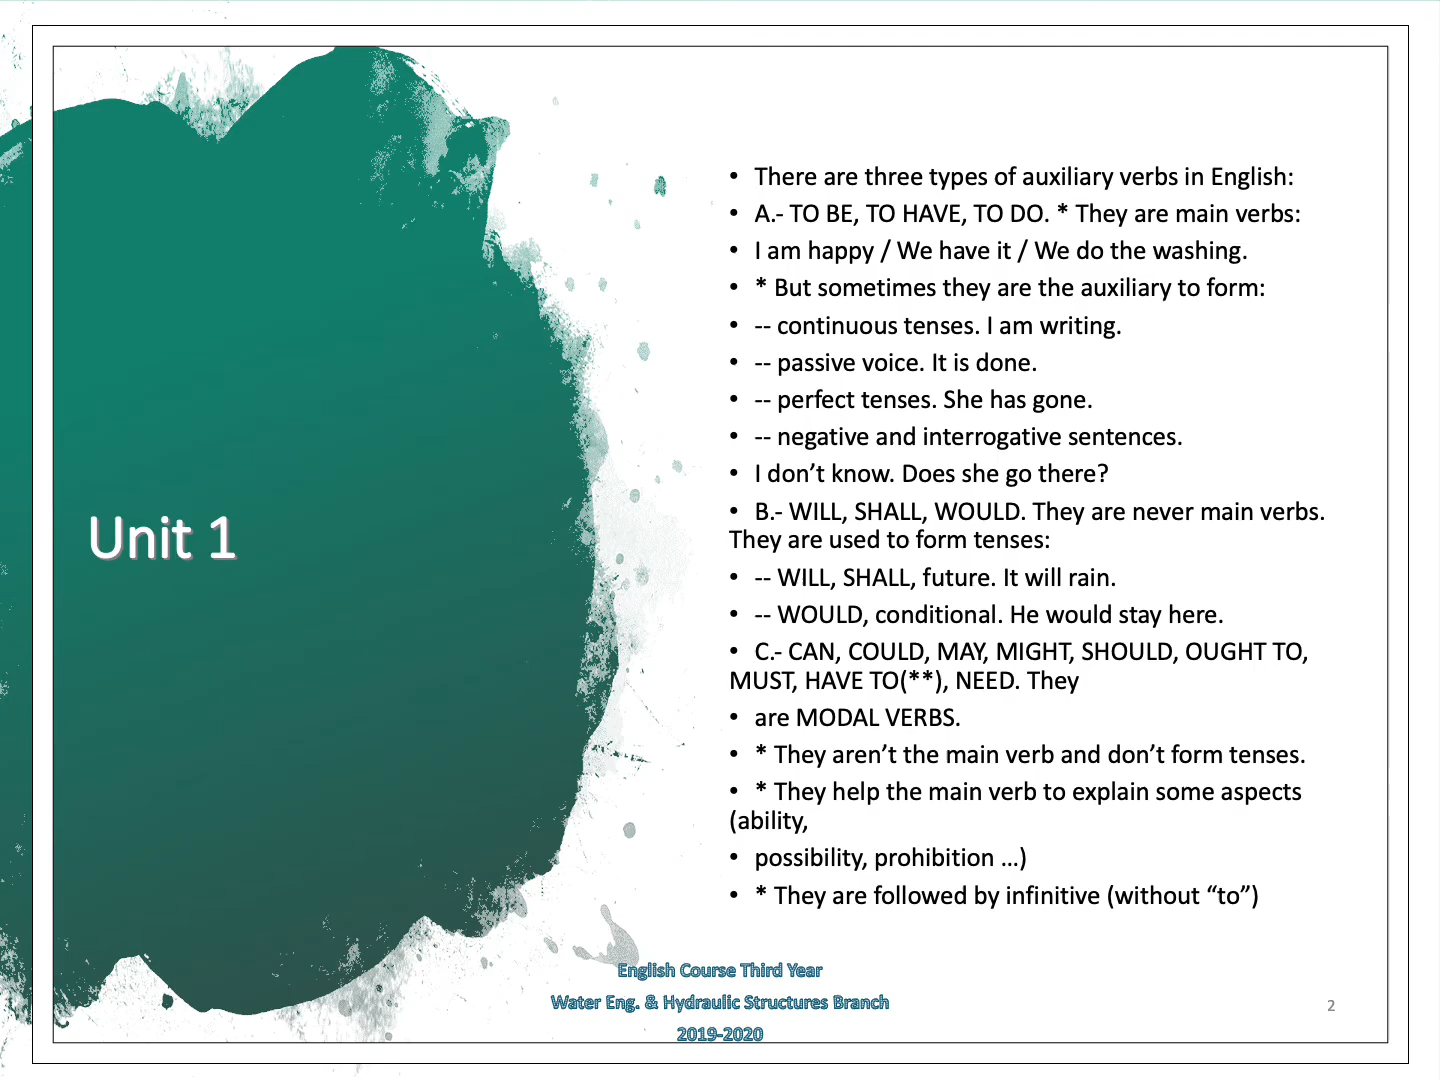 Unit 1
• There are three types of auxiliary verbs in English:
• A.- TO BE, TO HAVE, TO DO. * They are main verbs:
• I am happy / We have it / We do the washing.
• * But sometimes they are the auxiliary to form:
• -- continuous tenses. I am writing.
• -- passive voice. It is done.
• -- perfect tenses. She has gone.
• -- negative and interrogative sentences.
• I don’t know. Does she go there?
• B.- WILL, SHALL, WOULD. They are never main verbs.
They are used to form tenses:
• -- WILL, SHALL, future. It will rain.
• -- WOULD, conditional. He would stay here.
• C.- CAN, COULD, MAY, MIGHT, SHOULD, OUGHT TO,
MUST, HAVE TO(**), NEED. They
• are MODAL VERBS.
• * They aren’t the main verb and don’t form tenses.
• * They help the main verb to explain some aspects
(ability,
• possibility, prohibition …)
• * They are followed by infinitive (without “to”)
English Course Third Year
Water Eng. & Hydraulic Structures Branch
2019-2020
2